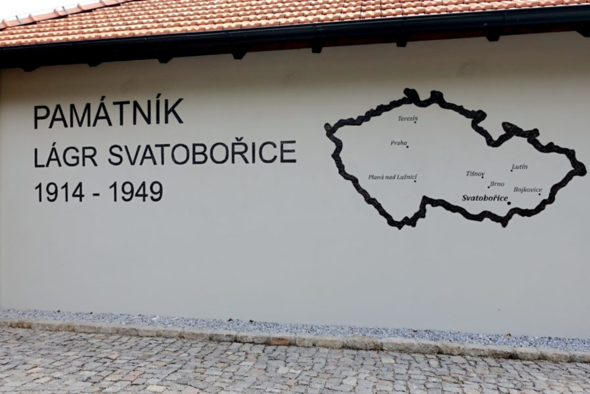 PAMÁTNÍK
LÁGR SVATOBOŘICE
1914 - 1949
Terezín
Praha
Planá nad Lužnicí
Lutín
Tišnov
Brno
Bojkovice
Svatobořice